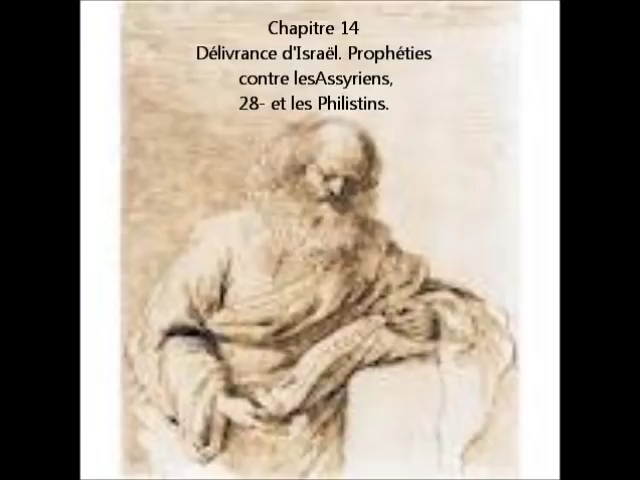 Chapitre 14
Délivrance d'Israël. Prophéties
contre lesAssyriens,
28- et les Philistins.